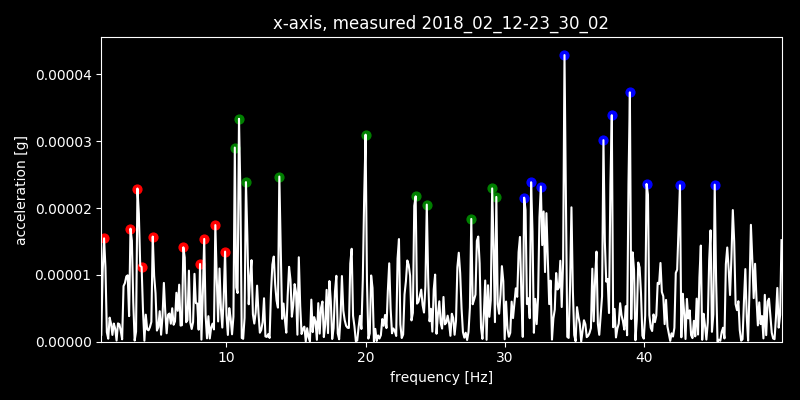 x-axis, measured 2018_02_12-23_30_02
0.00004
0.00003
0.00002
0.00001
0.00000
acceleration [g]
10 20 30 40
frequency [Hz]